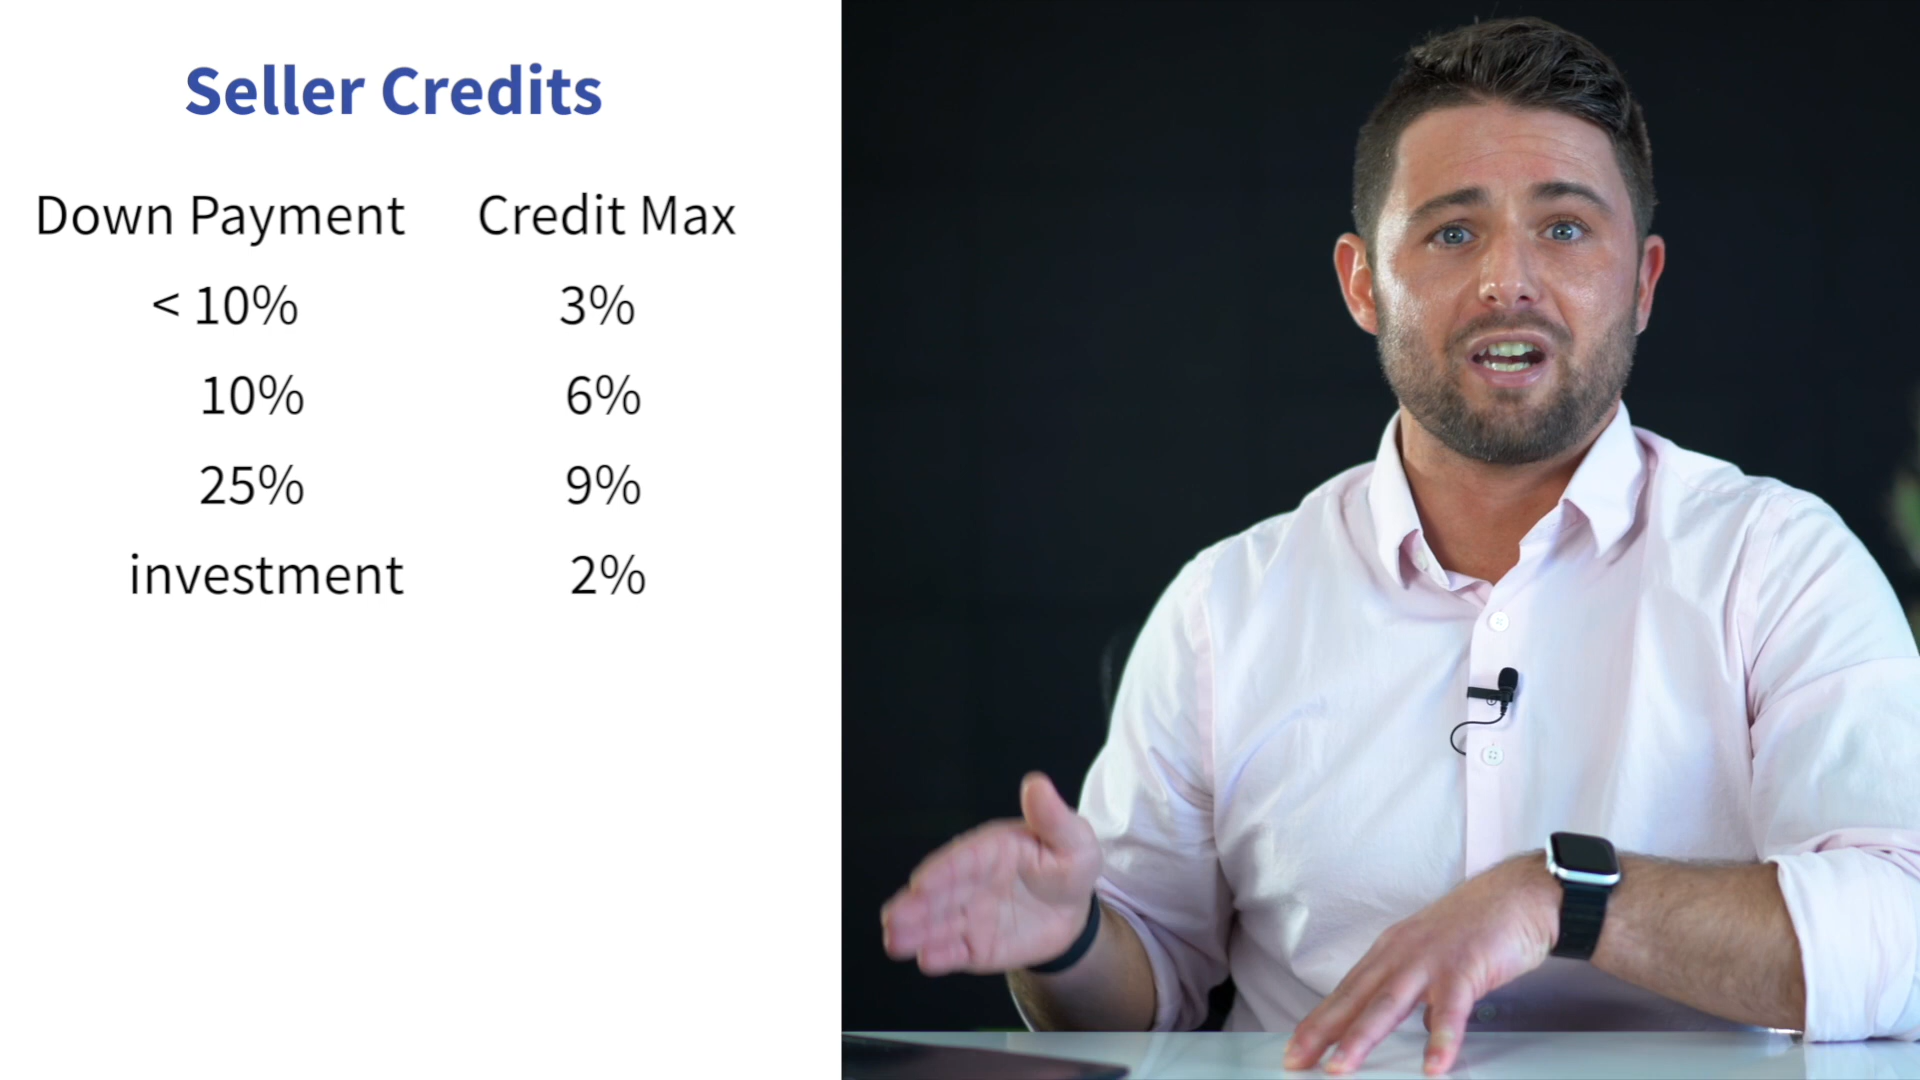 Seller Credits
Down Payment Credit Max
< 10% 3%
10% 6%
25% 9%
investment 2%